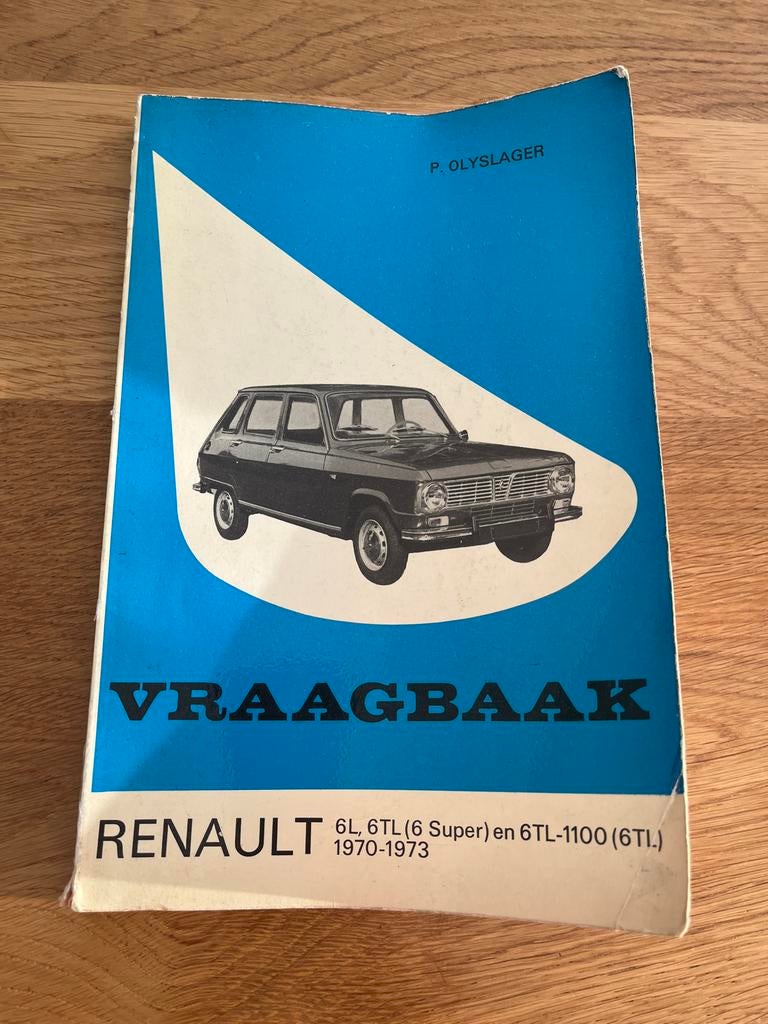 P. OLYSLAGER
VRAAGBAAK
RENAULT 6L, 6TL (6 Super) en 6TL-1100 (6TL)
1970-1973